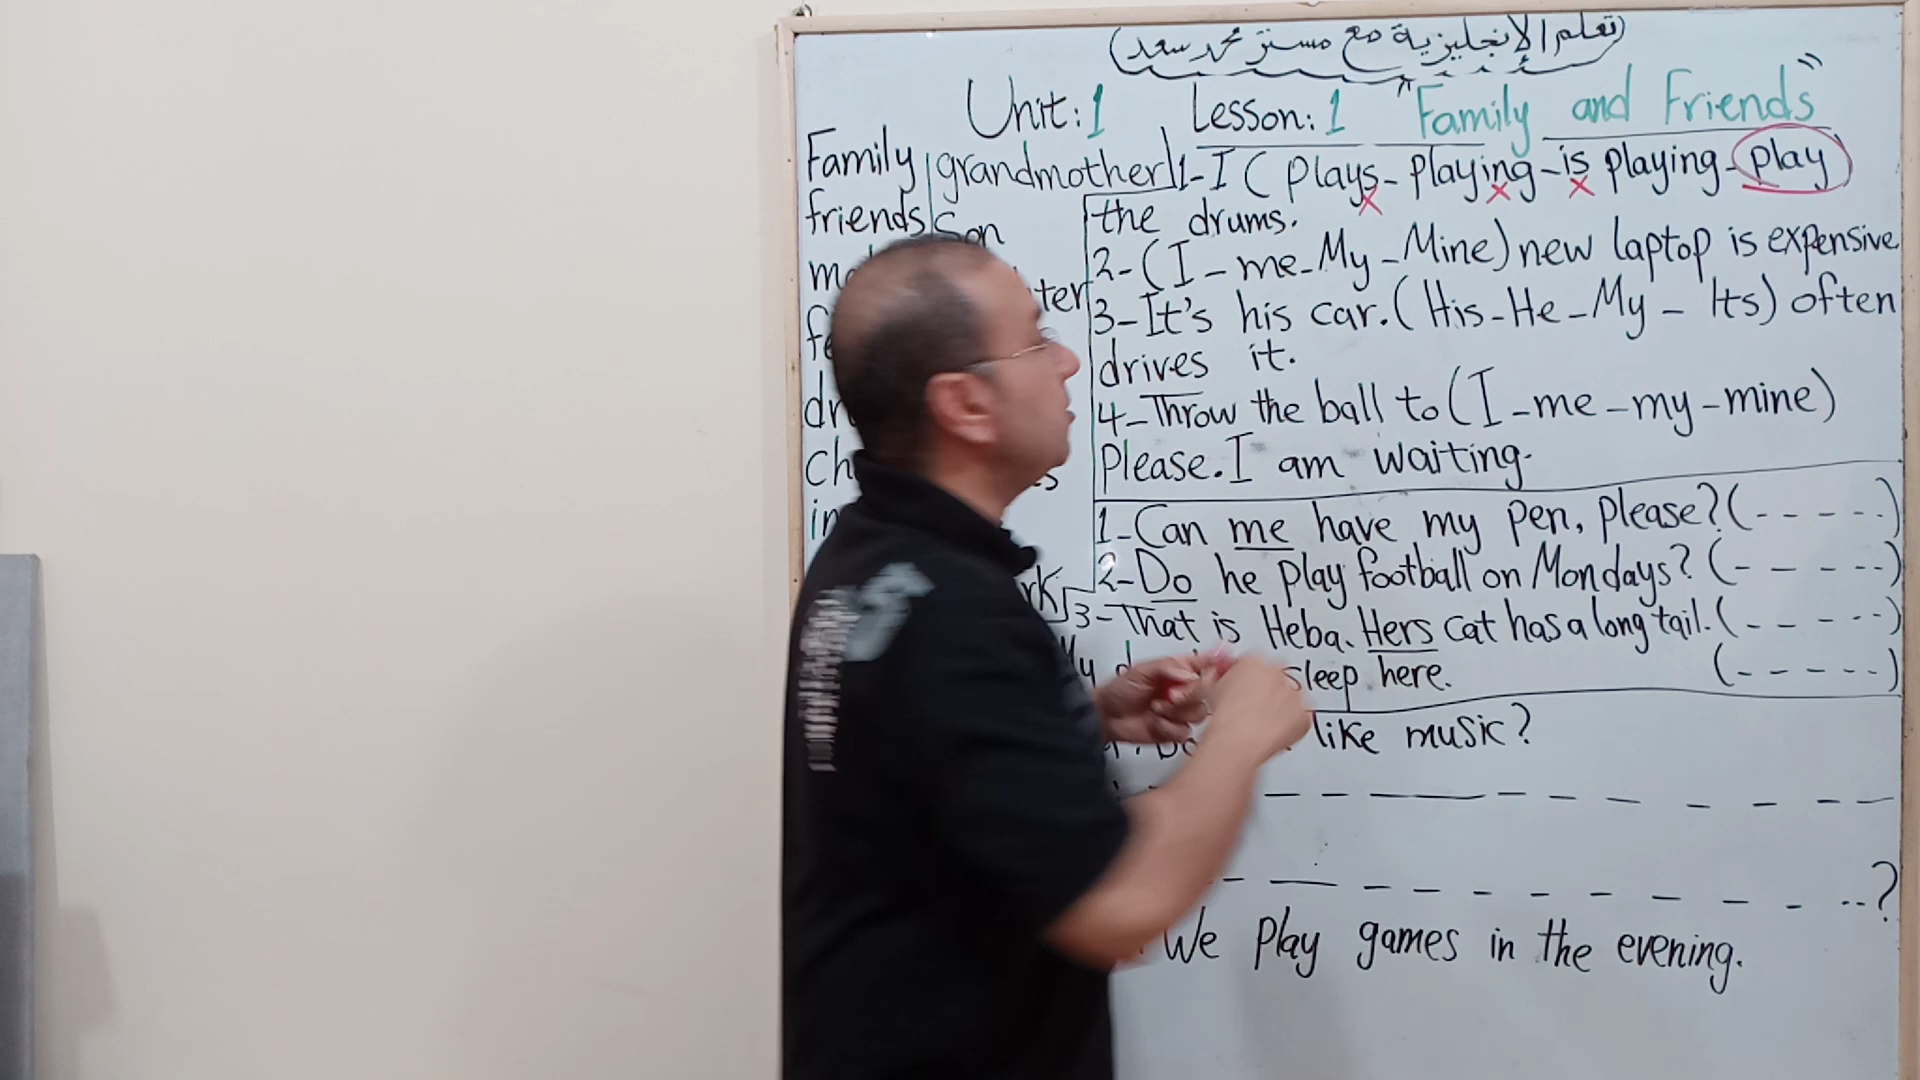 (تعلم الإنجليزية مع مستر محمد سعد)
Unit: 1 Lesson: 1 "Family and Friends"
Family
friends
grandmother
Son
1- I ( plays - playing - is playing - play
the drums.
2- (I - me - My - Mine) new laptop is expensive
3- It's his car. (His - He - My - Its) often
drives it.
4- Throw the ball to (I - me - my - mine)
please. I am waiting.
1- Can me have my pen, please? (- - - - -)
2- Do he play football on Mondays? (- - - - -)
3- That is Heba. Hers cat has a long tail. (- - - - -)
My sleep here. (- - - - -)
like music?
- - - - - - - - - - -
- - - - - - - - - - - - ?
We play games in the evening.